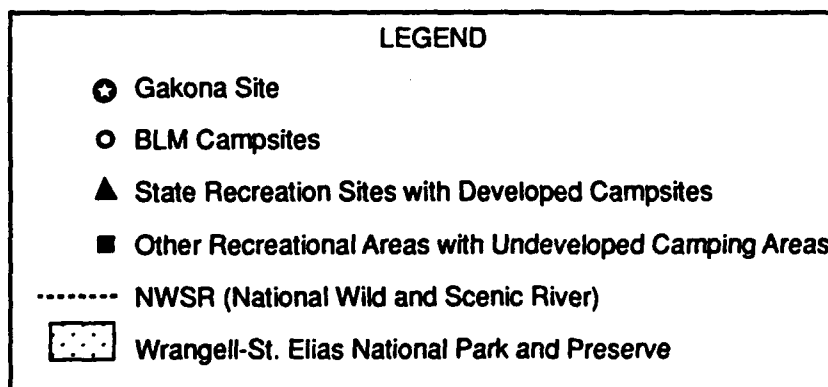 LEGEND
Gakona Site
BLM Campsites
State Recreation Sites with Developed Campsites
Other Recreational Areas with Undeveloped Camping Areas
NWSR (National Wild and Scenic River)
Wrangell-St. Elias National Park and Preserve